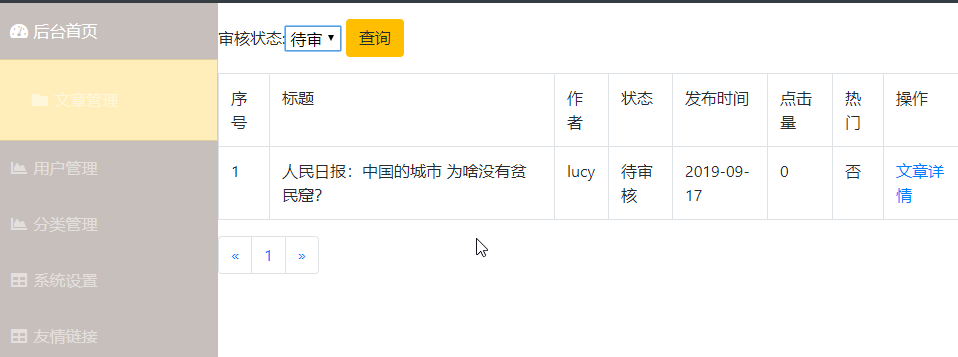 后台首页
文章管理
用户管理
分类管理
系统设置
友情链接
审核状态:待审 查询
序号 标题 作者 状态 发布时间 点击量 热门 操作
1 人民日报：中国的城市 为啥没有贫民窟? lucy 待审核 2019-09-17 0 否 文章详情
« 1 »